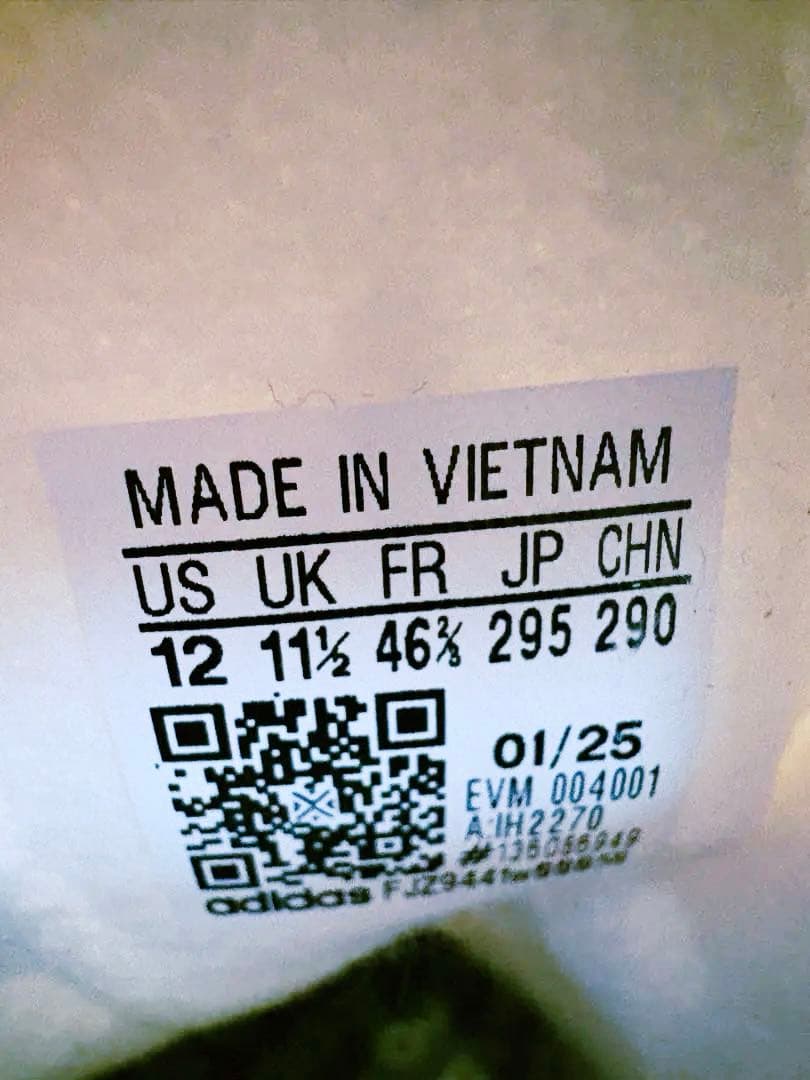 MADE IN VIETNAM
US UK FR JP CHN
12 11½ 46⅔ 295 290
01/25
EVM 004001
A:IH2270
adidas